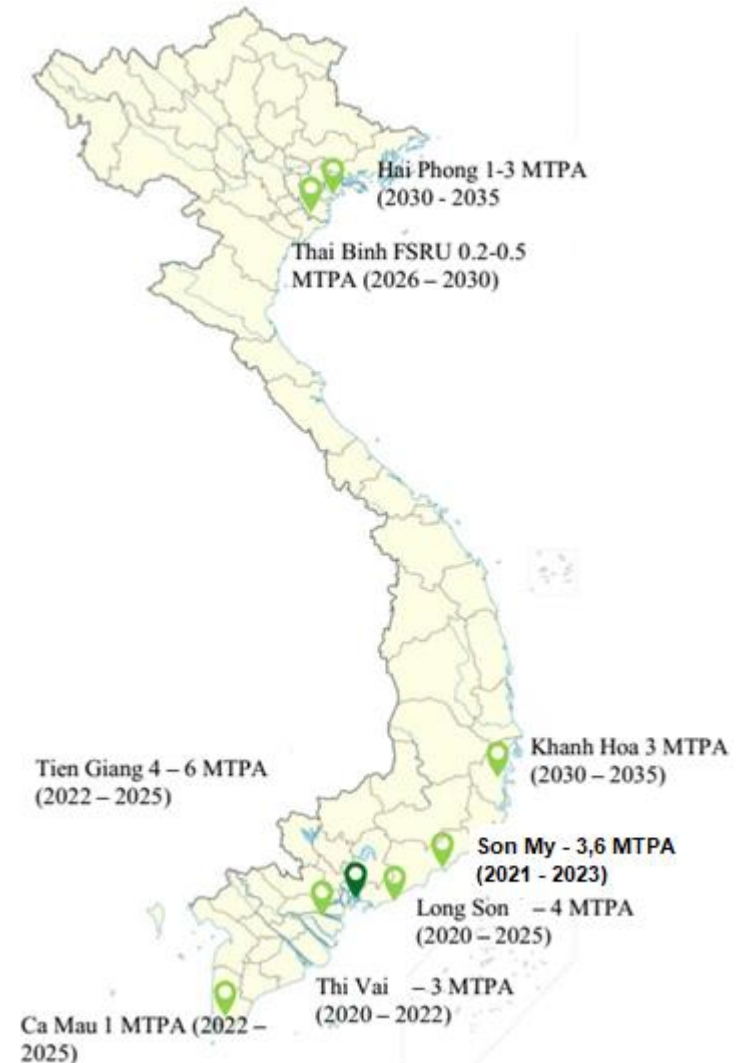 Hai Phong 1-3 MTPA
(2030 - 2035
Thai Binh FSRU 0.2-0.5
MTPA (2026 – 2030)
Khanh Hoa 3 MTPA
(2030 – 2035)
Tien Giang 4 – 6 MTPA
(2022 – 2025)
Son My - 3,6 MTPA
(2021 - 2023)
Long Son – 4 MTPA
(2020 – 2025)
Thi Vai – 3 MTPA
(2020 – 2022)
Ca Mau 1 MTPA (2022 –
2025)